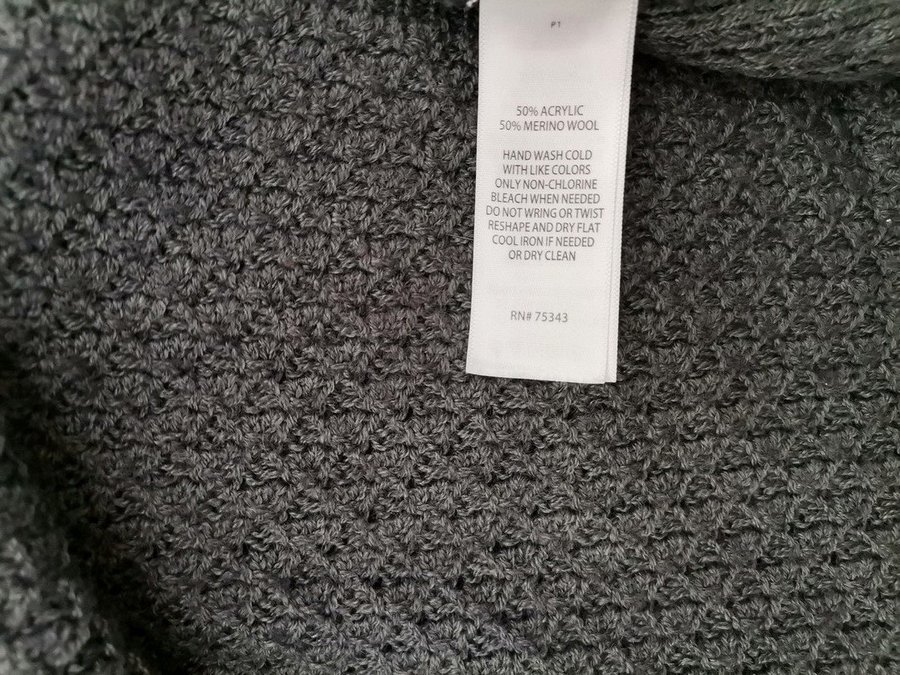 P1
50% ACRYLIC
50% MERINO WOOL
HAND WASH COLD
WITH LIKE COLORS
ONLY NON-CHLORINE
BLEACH WHEN NEEDED
DO NOT WRING OR TWIST
RESHAPE AND DRY FLAT
COOL IRON IF NEEDED
OR DRY CLEAN
RN# 75343